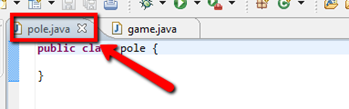 pole.java game.java
public class pole {
}